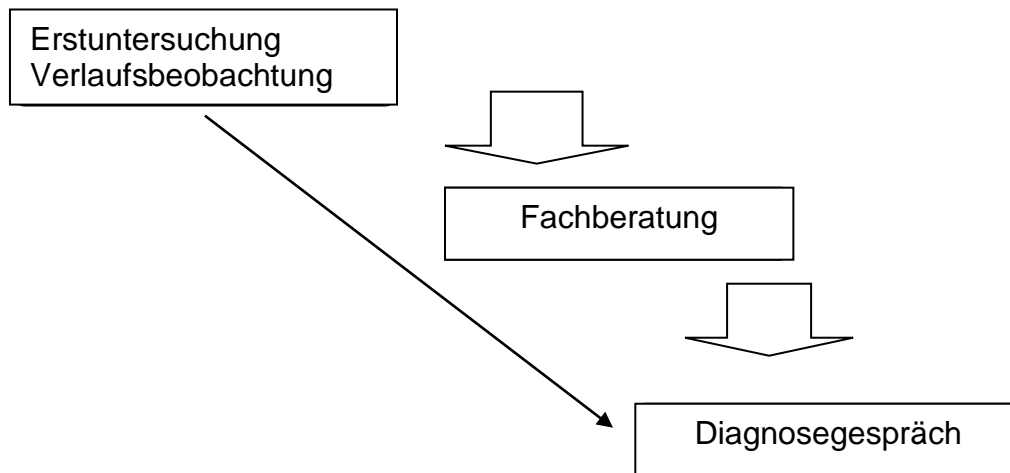 Erstuntersuchung
Verlaufsbeobachtung
Fachberatung
Diagnosegespräch